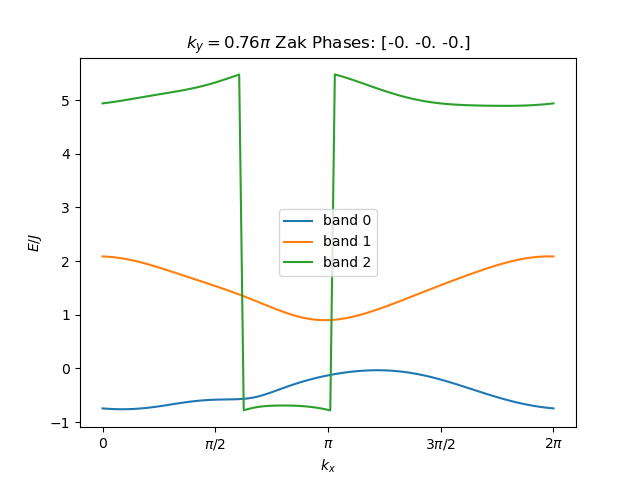 $k_y = 0.76\pi$ Zak Phases: [-0. -0. -0.]
E/J
5
4
3
2
1
0
−1
band 0
band 1
band 2
0
π/2
π
3π/2
2π
$k_x$